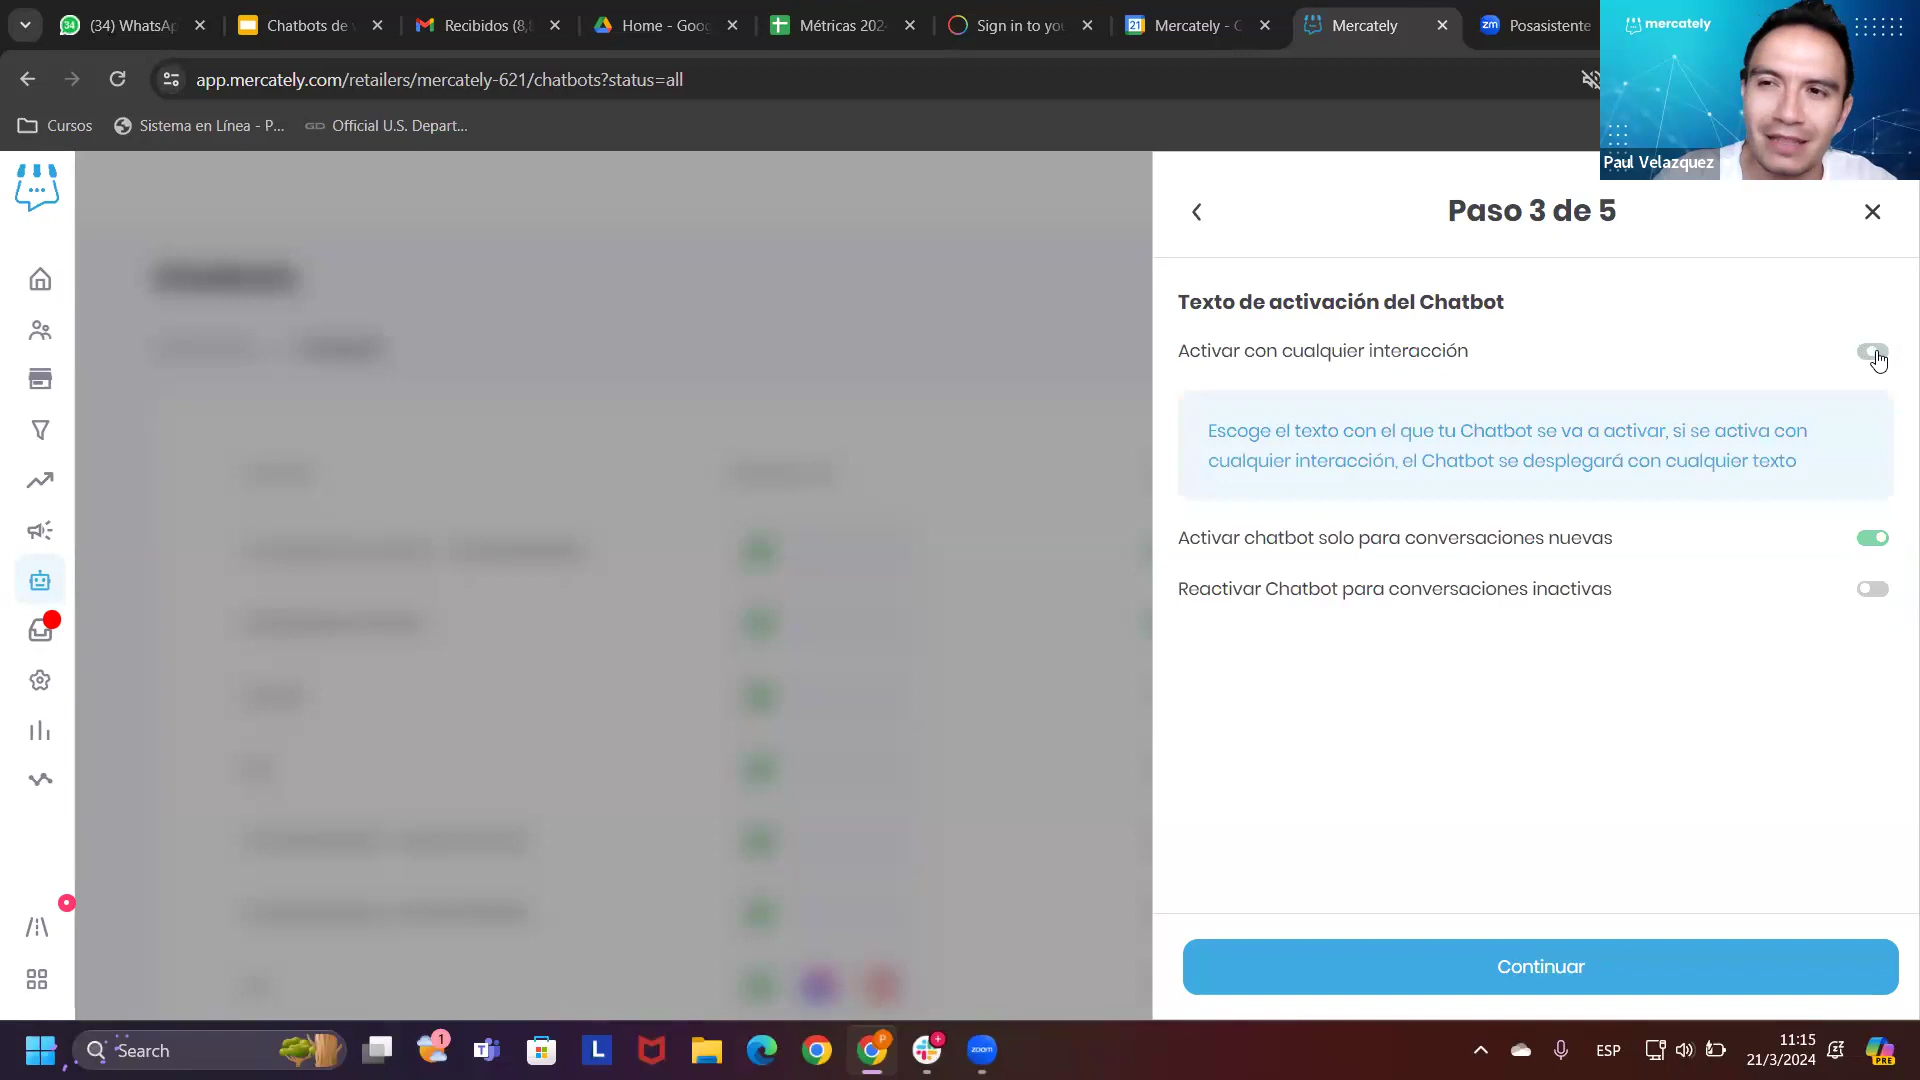 (34) WhatsAp
Chatbots de v
Recibidos (8,8
Home - Goog
Métricas 202
Sign in to yo
Mercately - C
Mercately
Posasistente
app.mercately.com/retailers/mercately-621/chatbots?status=all
Cursos
Sistema en Línea - P...
Official U.S. Depart...
mercately
Paul Velazquez
Paso 3 de 5
Texto de activación del Chatbot
Activar con cualquier interacción
Escoge el texto con el que tu Chatbot se va a activar, si se activa con
cualquier interacción, el Chatbot se desplegará con cualquier texto
Activar chatbot solo para conversaciones nuevas
Reactivar Chatbot para conversaciones inactivas
Continuar
Search
ESP
11:15
21/3/2024